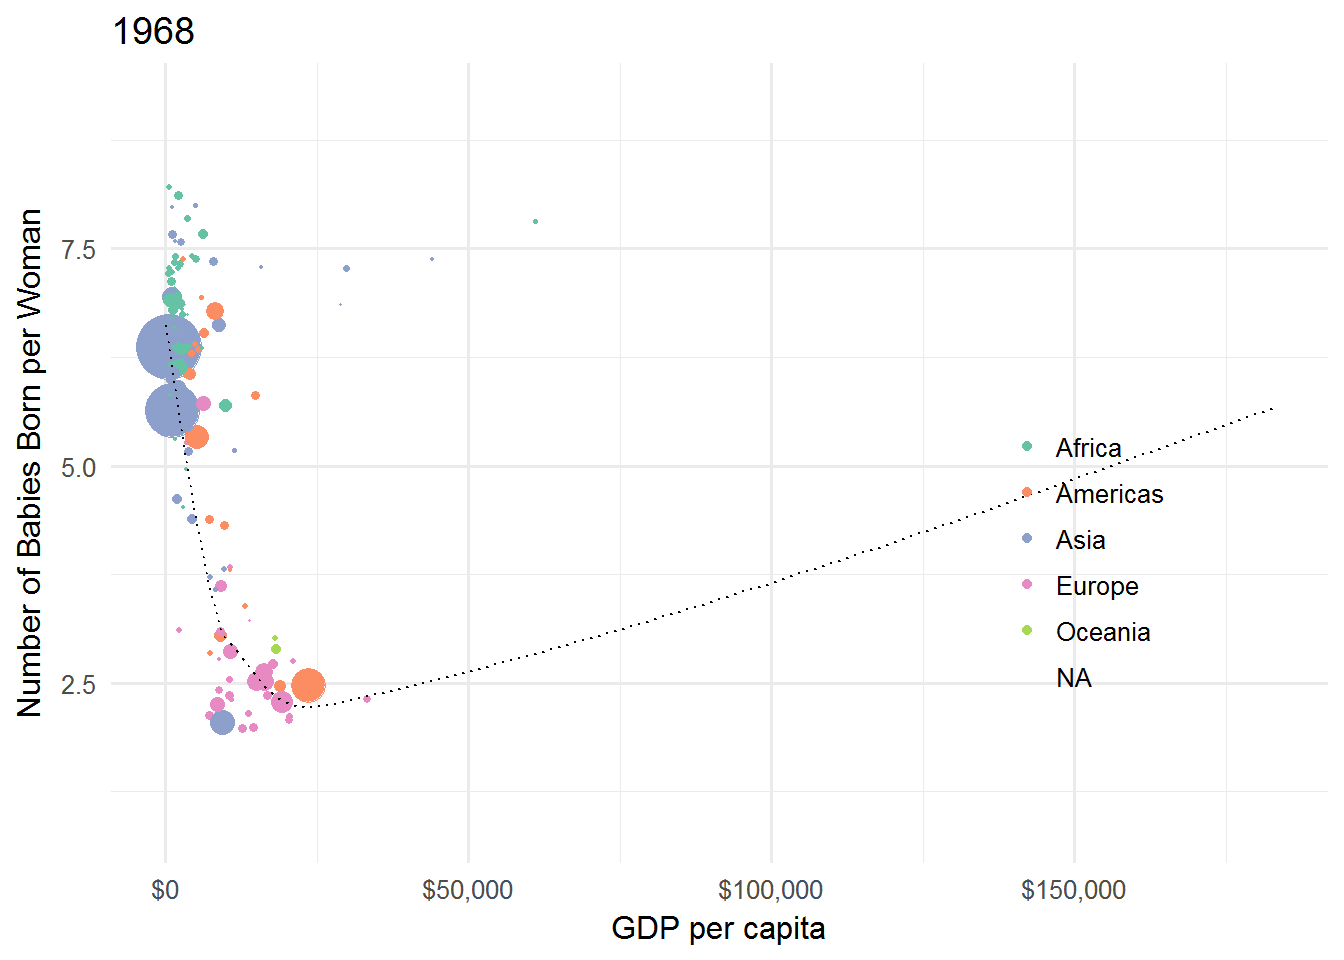 1968
Number of Babies Born per Woman
7.5
5.0
2.5
$0
$50,000
$100,000
$150,000
GDP per capita
Africa
Americas
Asia
Europe
Oceania
NA